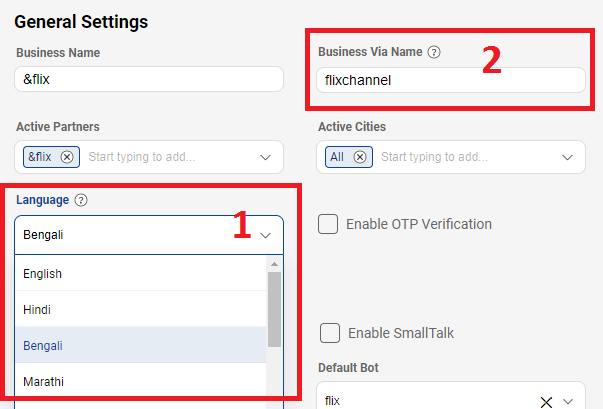 General Settings
Business Name
Business Via Name ?
2
&flix
flixchannel
Active Partners
Active Cities
&flix Start typing to add...
All Start typing to add...
Language ?
1
Bengali
Enable OTP Verification
English
Hindi
Bengali
Enable SmallTalk
Marathi
Default Bot
flix